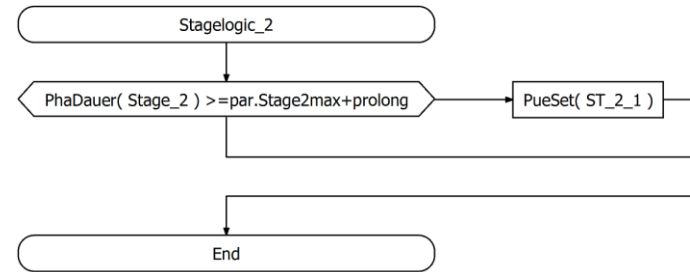 Stagelogic_2
PhaDauer( Stage_2 ) >=par.Stage2max+prolong
PueSet( ST_2_1 )
End